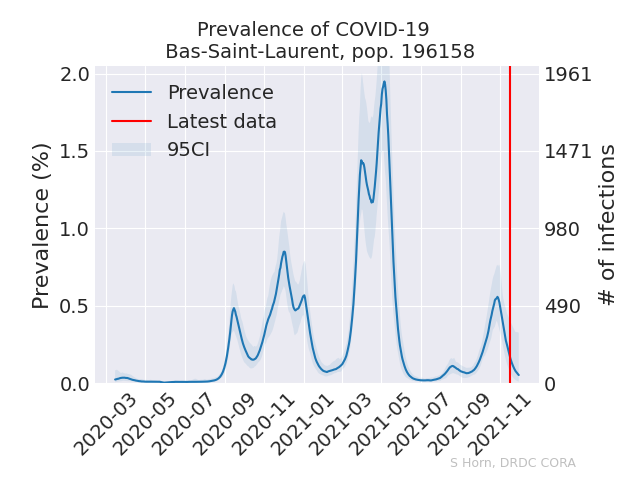 Prevalence of COVID-19
Bas-Saint-Laurent, pop. 196158
Prevalence (%)
2.0
1.5
1.0
0.5
0.0
Prevalence
Latest data
95CI
1961
1471
980
490
0
# of infections
2020-03
2020-05
2020-07
2020-09
2020-11
2021-01
2021-03
2021-05
2021-07
2021-09
2021-11
S Horn, DRDC CORA